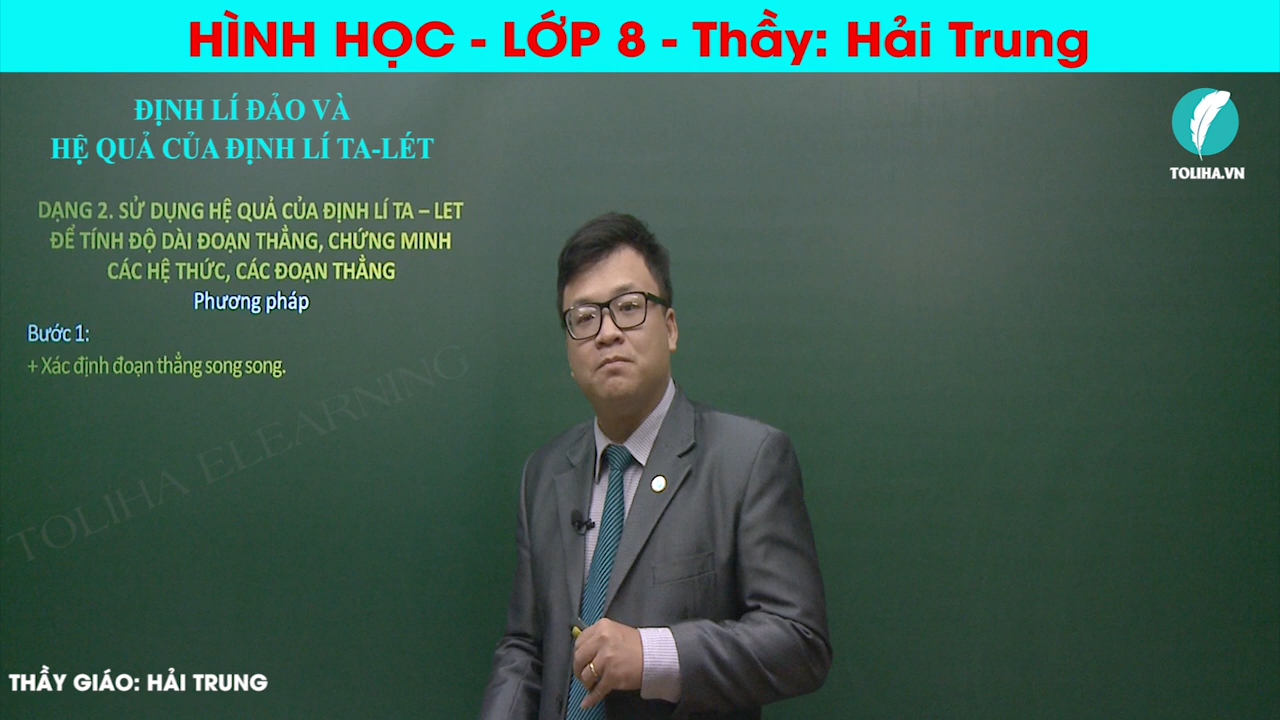 HÌNH HỌC - LỚP 8 - Thầy: Hải Trung
ĐỊNH LÍ ĐẢO VÀ
HỆ QUẢ CỦA ĐỊNH LÍ TA-LÉT
TOLIHA.VN
DẠNG 2. SỬ DỤNG HỆ QUẢ CỦA ĐỊNH LÍ TA – LET
ĐỂ TÍNH ĐỘ DÀI ĐOẠN THẲNG, CHỨNG MINH
CÁC HỆ THỨC, CÁC ĐOẠN THẲNG
Phương pháp
Bước 1:
+ Xác định đoạn thẳng song song.
TOLIHA ELEARNING
THẦY GIÁO: HẢI TRUNG